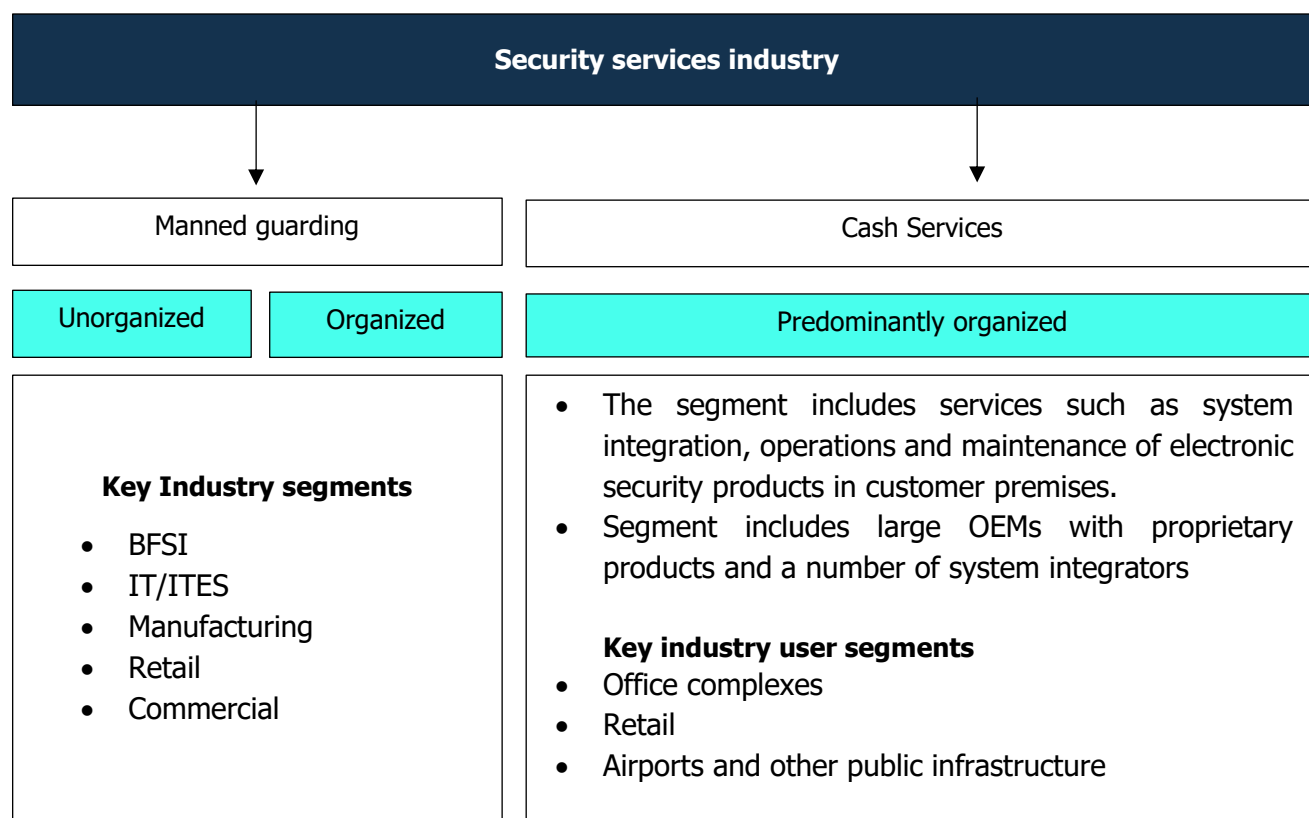 Security services industry
Manned guarding
Cash Services
Unorganized
Organized
Predominantly organized
Key Industry segments
• BFSI
• IT/ITES
• Manufacturing
• Retail
• Commercial
• The segment includes services such as system
integration, operations and maintenance of electronic
security products in customer premises.
• Segment includes large OEMs with proprietary
products and a number of system integrators
Key industry user segments
• Office complexes
• Retail
• Airports and other public infrastructure